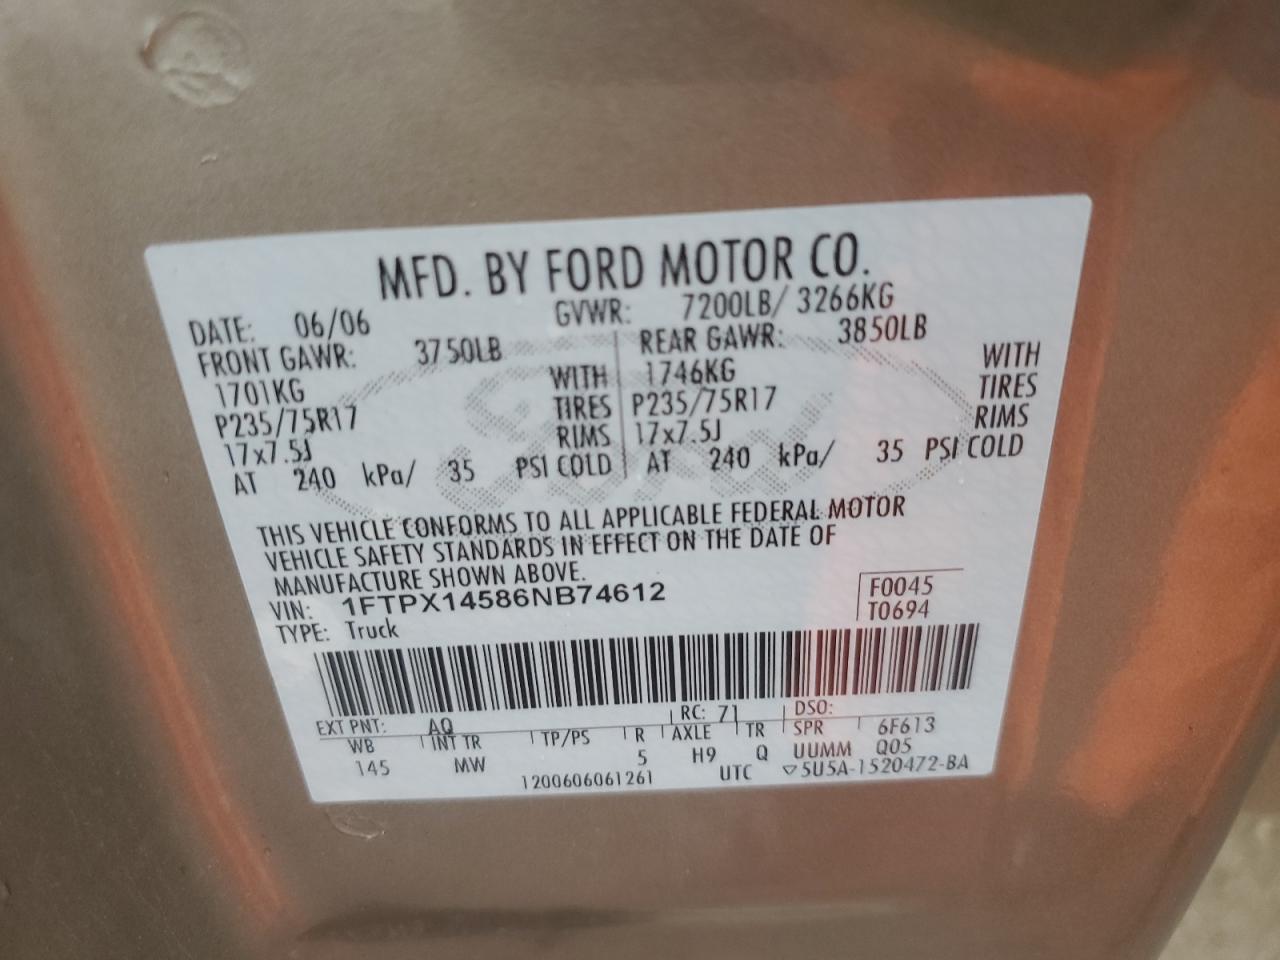 MFD. BY FORD MOTOR CO.
DATE: 06/06 GVWR: 7200LB/ 3266KG
FRONT GAWR: 3750LB REAR GAWR: 3850LB
1701KG WITH 1746KG WITH
P235/75R17 TIRES P235/75R17 TIRES
17x7.5J RIMS 17x7.5J RIMS
AT 240 kPa/ 35 PSI COLD AT 240 kPa/ 35 PSI COLD
THIS VEHICLE CONFORMS TO ALL APPLICABLE FEDERAL MOTOR
VEHICLE SAFETY STANDARDS IN EFFECT ON THE DATE OF
MANUFACTURE SHOWN ABOVE.
VIN: 1FTPX14586NB74612 F0045
TYPE: Truck T0694
EXT PNT: AQ RC: 71 DSO:
WB INT TR TP/PS R AXLE TR SPR 6F613
145 MW 5 H9 Q UUMM Q05
1200606061261 UTC ▽5U5A-1520472-BA
Ford